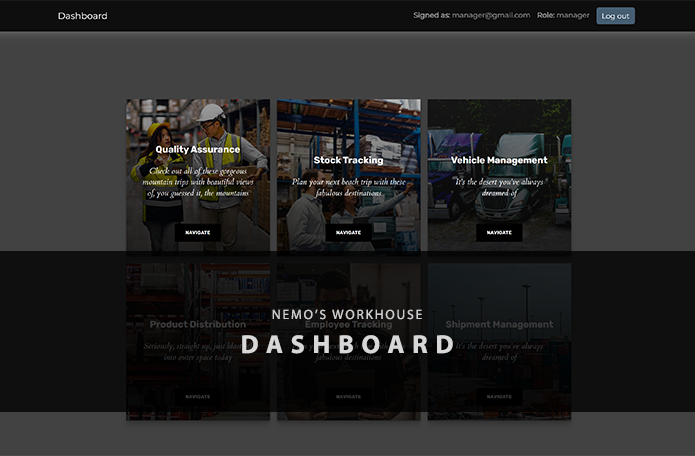 Dashboard
Signed as: manager@gmail.com Role: manager Log out
Quality Assurance
Check out all of these gorgeous
mountain trips with beautiful views
of, you guessed it, the mountains
NAVIGATE
Stock Tracking
Plan your next beach trip with these
fabulous destinations
NAVIGATE
Vehicle Management
It's the desert you've always
dreamed of
NAVIGATE
NEMO'S WORKHOUSE
DASHBOARD
Product Distribution
Seriously, straight up, just
into outer space today
NAVIGATE
Employee Tracking
fabulous destinations
NAVIGATE
Shipment Management
It's the desert you've always
dreamed of
NAVIGATE